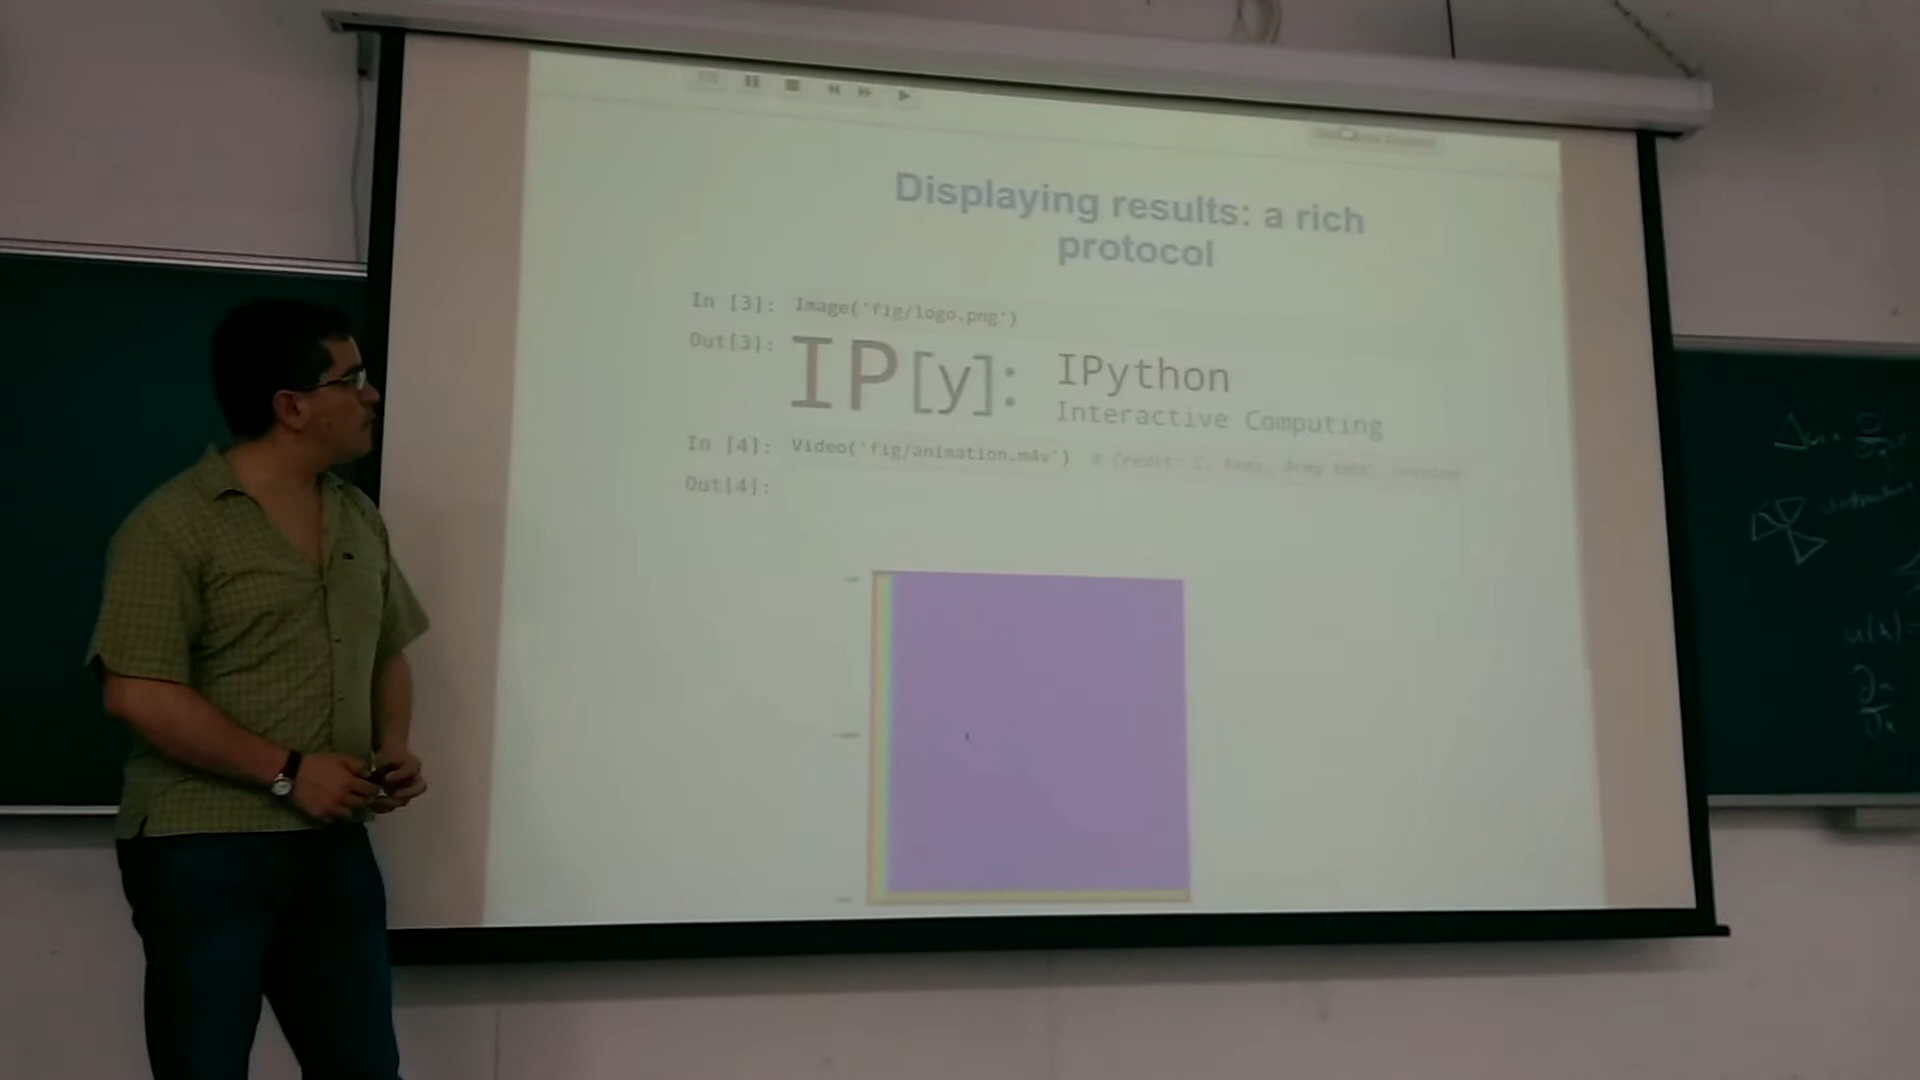 Displaying results: a rich
protocol
In [3]: Image('fig/logo.png')
Out[3]:
IP[y]: IPython
Interactive Computing
In [4]: Video('fig/animation.m4v') # Credit: C.
Out[4]: